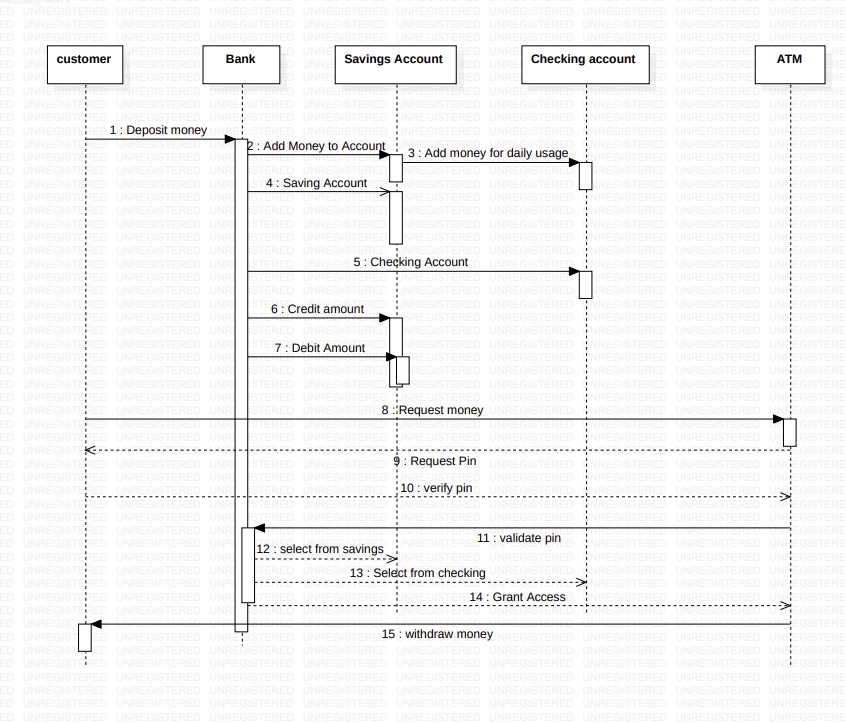 customer
Bank
Savings Account
Checking account
ATM
1 : Deposit money
2 : Add Money to Account
3 : Add money for daily usage
4 : Saving Account
5 : Checking Account
6 : Credit amount
7 : Debit Amount
8 : Request money
9 : Request Pin
10 : verify pin
11 : validate pin
12 : select from savings
13 : Select from checking
14 : Grant Access
15 : withdraw money
UNREGISTERED